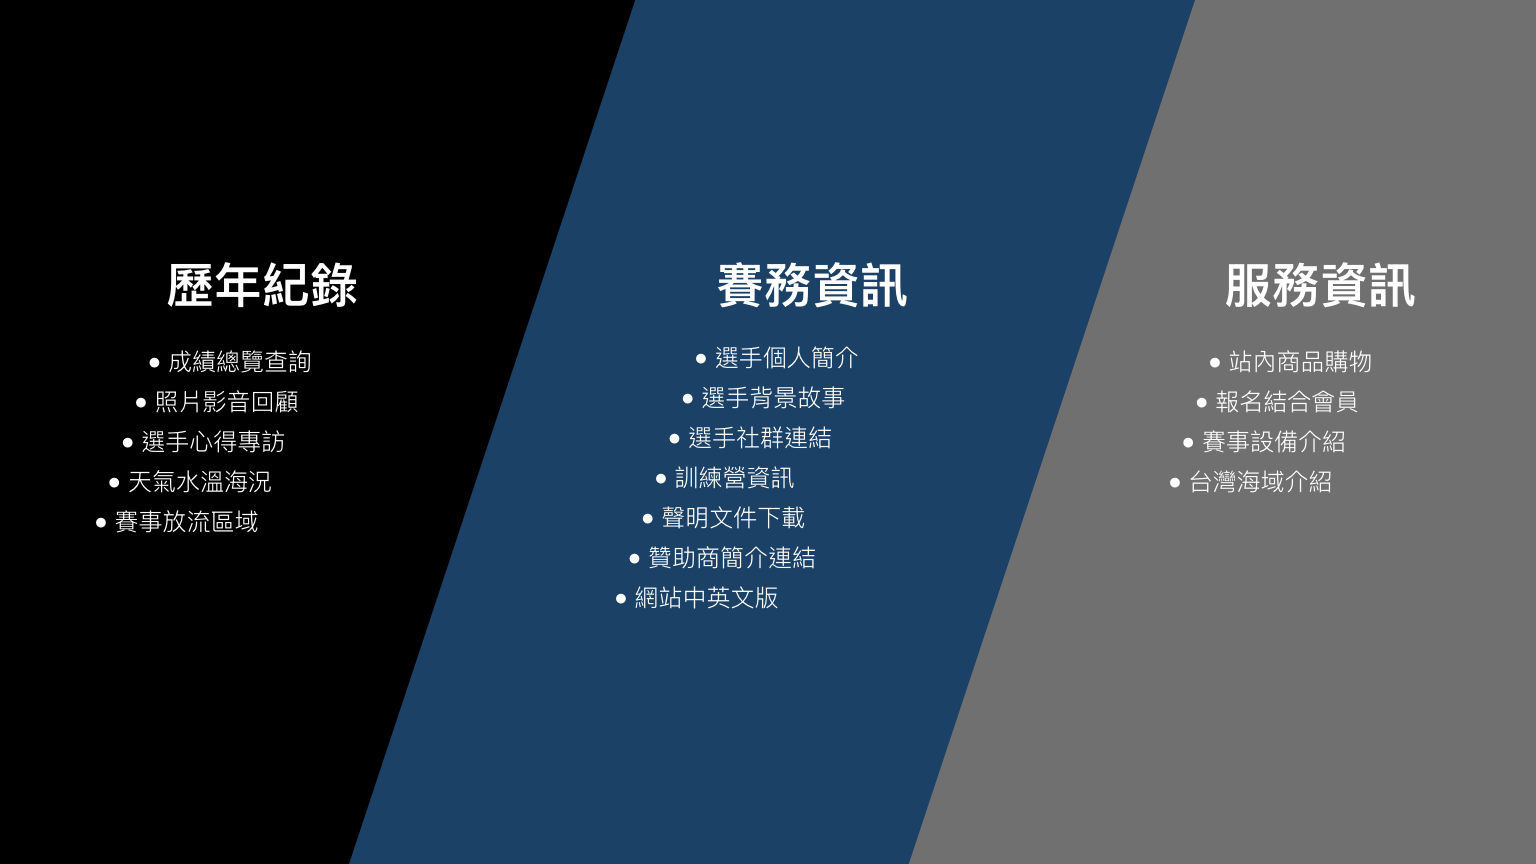 歷年紀錄
● 成績總覽查詢
● 照片影音回顧
● 選手心得專訪
● 天氣水溫海況
● 賽事放流區域
賽務資訊
● 選手個人簡介
● 選手背景故事
● 選手社群連結
● 訓練營資訊
● 聲明文件下載
● 贊助商簡介連結
● 網站中英文版
服務資訊
● 站內商品購物
● 報名結合會員
● 賽事設備介紹
● 台灣海域介紹